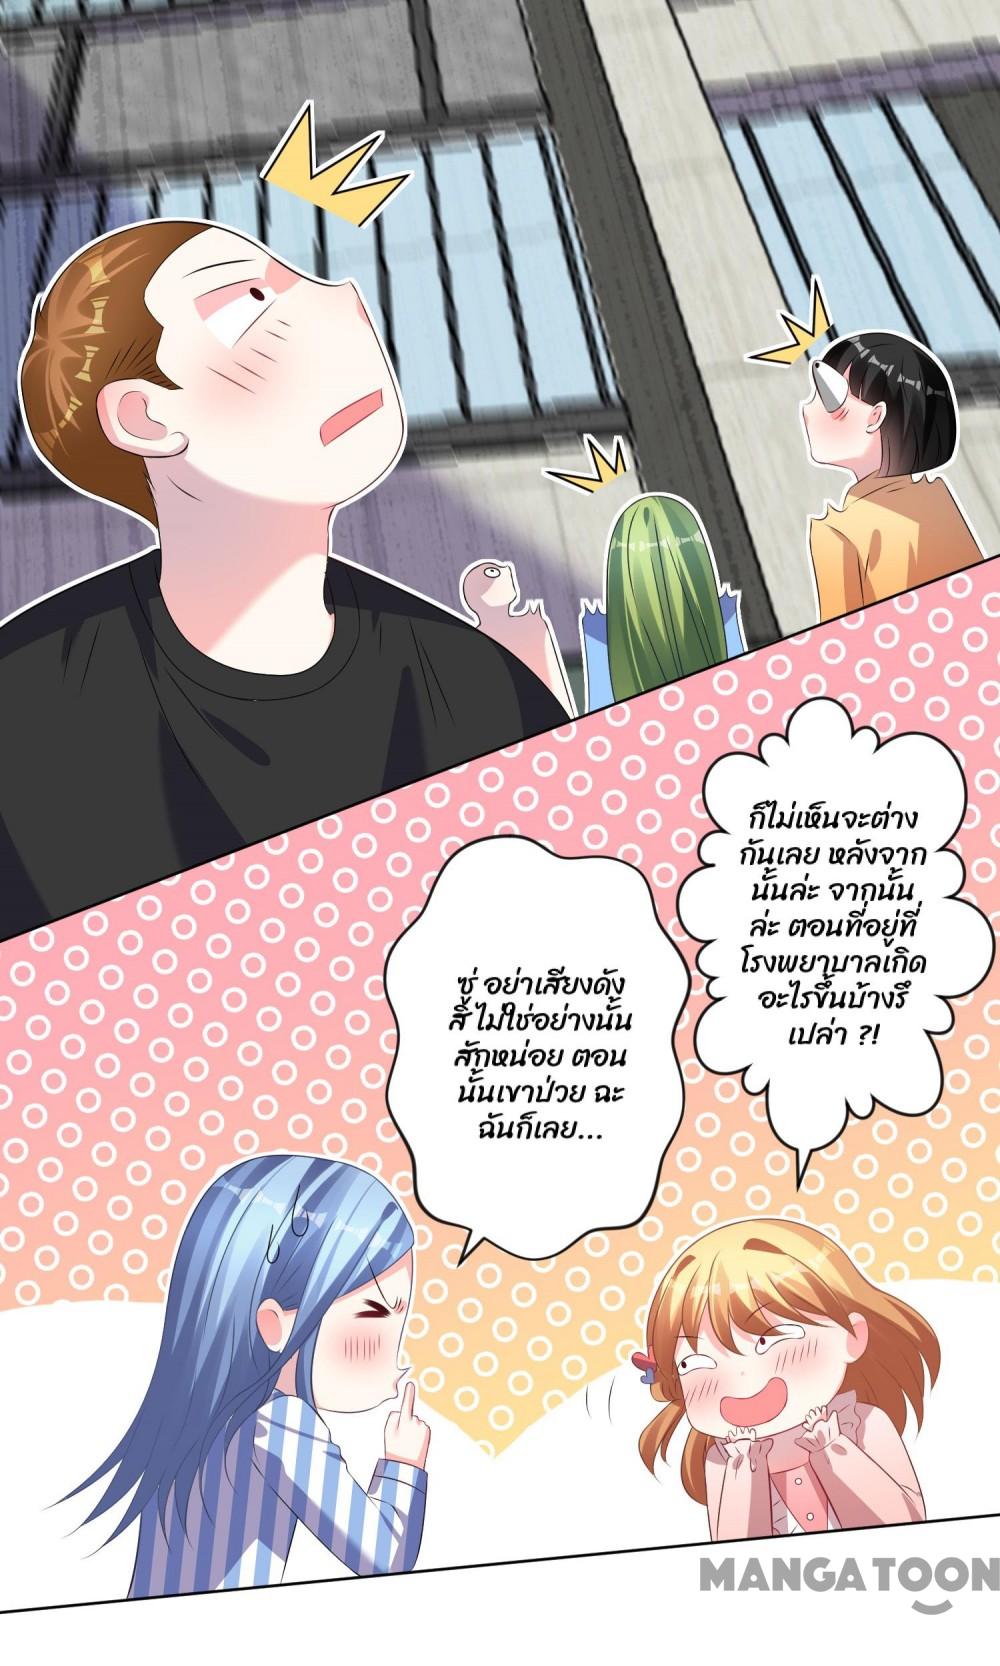 ก็ไม่เห็นจะต่าง
กันเลย หลังจาก
นั้นล่ะ จากนั้น
ล่ะ ตอนที่อยู่ที่
โรงพยาบาลเกิด
อะไรขึ้นบ้างรึ
เปล่า ?!
ชู่ อย่าเสียงดัง
สิ ไม่ใช่อย่างนั้น
สักหน่อย ตอน
นั้นเขาป่วย ฉะ
ฉันก็เลย...
MANGATOON